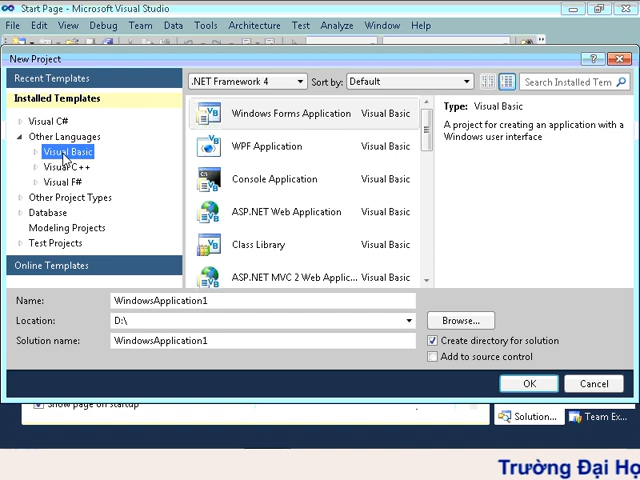 Start Page - Microsoft Visual Studio
File Edit View Debug Team Data Tools Architecture Test Analyze Window Help
New Project
Recent Templates
.NET Framework 4 Sort by: Default Search Installed Tem
Installed Templates
Visual C#
Other Languages
Visual Basic
Visual C++
Visual F#
Other Project Types
Database
Modeling Projects
Test Projects
Online Templates
Windows Forms Application Visual Basic
WPF Application Visual Basic
Console Application Visual Basic
ASP.NET Web Application Visual Basic
Class Library Visual Basic
ASP.NET MVC 2 Web Applic... Visual Basic
Type: Visual Basic
A project for creating an application with a
Windows user interface
Name: WindowsApplication1
Location: D:\ Browse...
Solution name: WindowsApplication1
Create directory for solution
Add to source control
OK Cancel
Show page on startup
Solution... Team Ex...
Trường Đại Họ